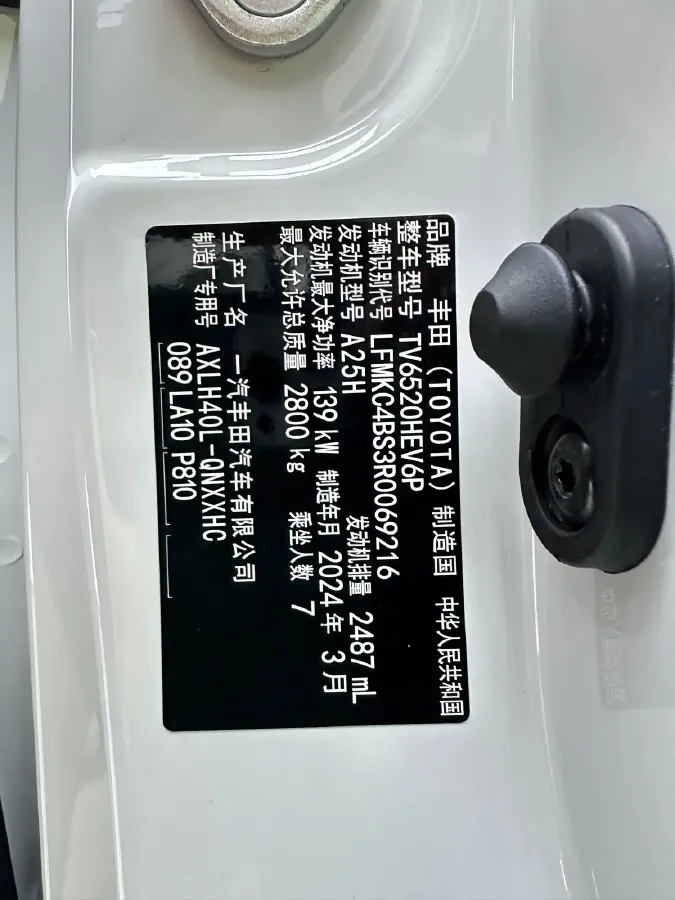 品牌 丰田 (TOYOTA) 制造国 中华人民共和国
整车型号 TV6520HEV6P
车辆识别代号 LFMKC4BS3R0069216
发动机型号 A25H 发动机排量 2487 mL
发动机最大净功率 139 kW 制造年月 2024 年 3 月
最大允许总质量 2800 kg 乘坐人数 7
生产厂名 一汽丰田汽车有限公司
制造厂专用号 AXLH40L-QNXXHC
089 LA10 P810